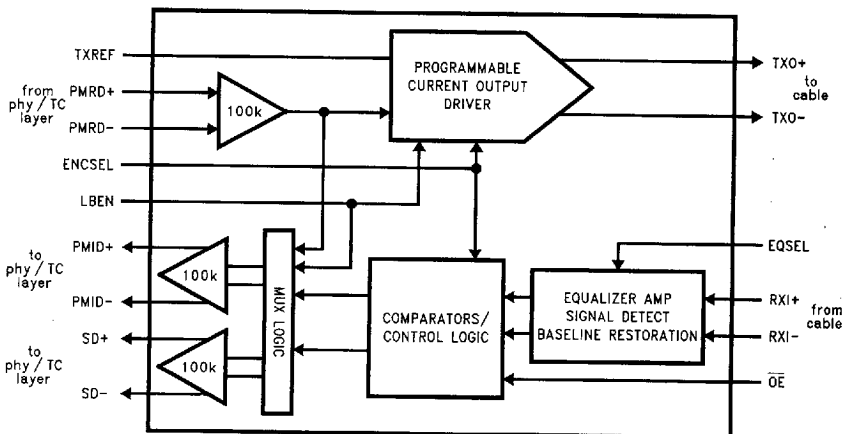 TXREF
from
phy / TC
layer
PMRD+
PMRD-
100k
PROGRAMMABLE
CURRENT OUTPUT
DRIVER
TXO+
to
cable
TXO-
ENCSEL
LBEN
to
phy / TC
layer
PMID+
PMID-
100k
MUX LOGIC
COMPARATORS/
CONTROL LOGIC
EQUALIZER AMP
SIGNAL DETECT
BASELINE RESTORATION
EQSEL
RXI+
from
cable
RXI-
OE
SD+
to
phy / TC
layer
SD-
100k